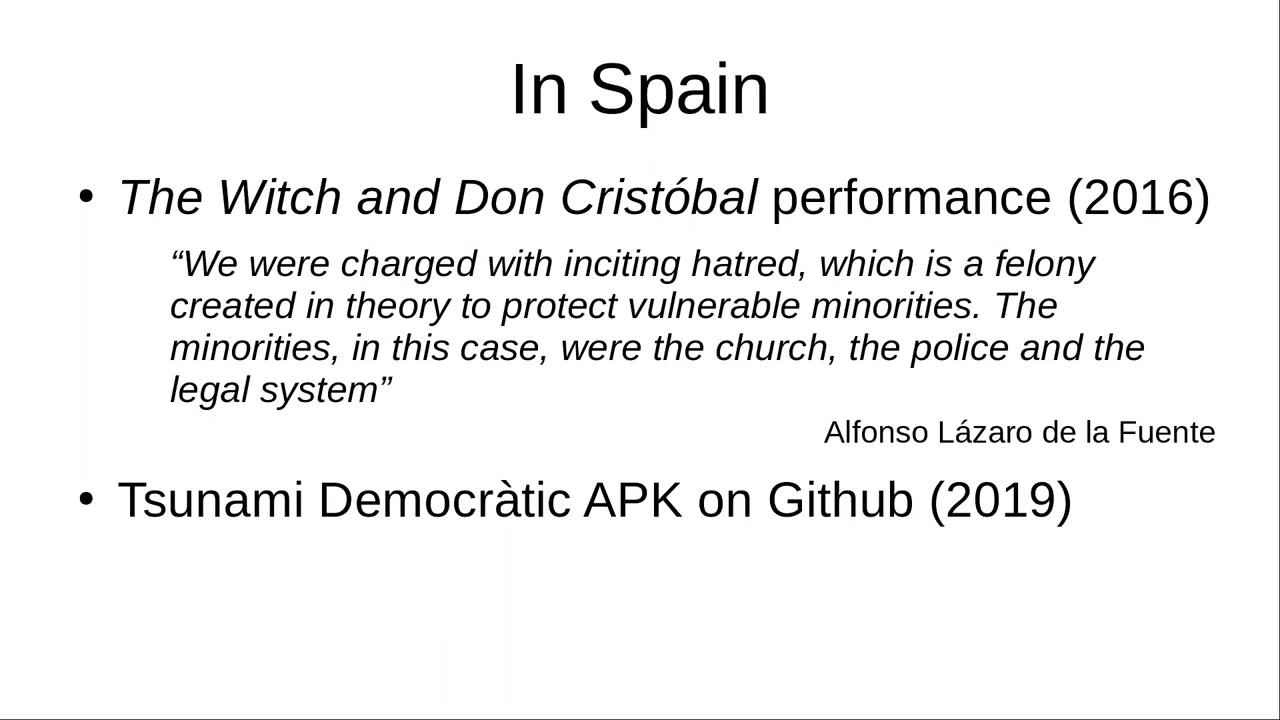 In Spain
• The Witch and Don Cristóbal performance (2016)
“We were charged with inciting hatred, which is a felony
created in theory to protect vulnerable minorities. The
minorities, in this case, were the church, the police and the
legal system”
Alfonso Lázaro de la Fuente
• Tsunami Democràtic APK on Github (2019)